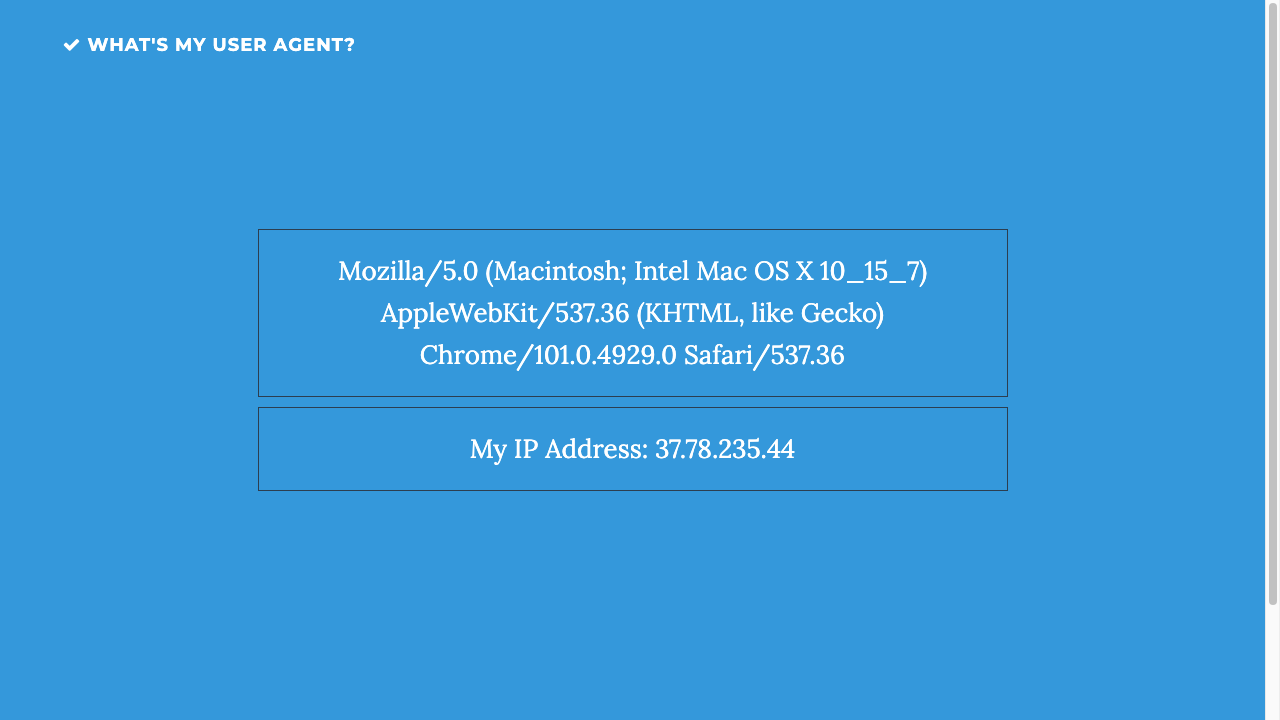 WHAT'S MY USER AGENT?
Mozilla/5.0 (Macintosh; Intel Mac OS X 10_15_7)
AppleWebKit/537.36 (KHTML, like Gecko)
Chrome/101.0.4929.0 Safari/537.36
My IP Address: 37.78.235.44